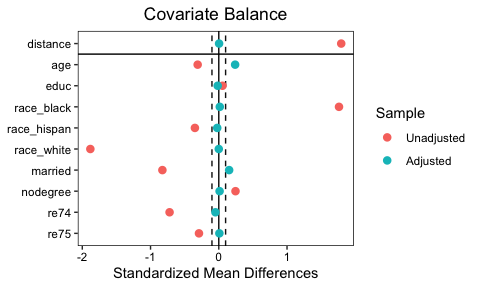 Covariate Balance
distance
age
educ
race_black
race_hispan
race_white
married
nodegree
re74
re75
-2 -1 0 1
Standardized Mean Differences
Sample
Unadjusted
Adjusted